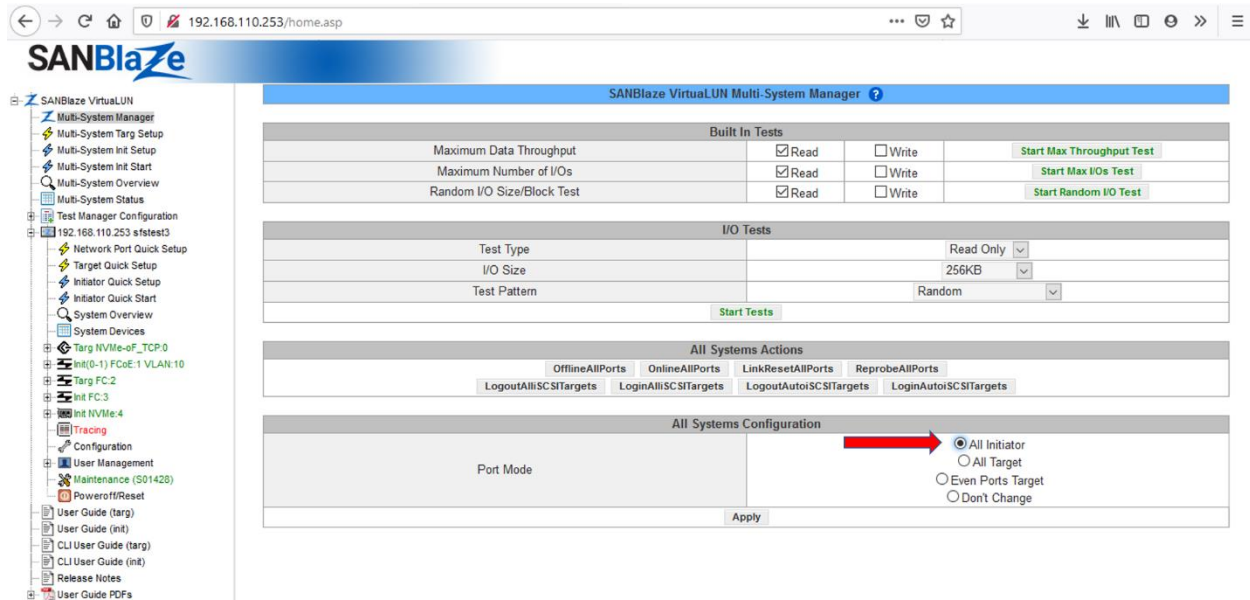 192.168.110.253/home.asp
SANBlaze
SANBlaze VirtuaLUN
Multi-System Manager
Multi-System Targ Setup
Multi-System Init Setup
Multi-System Init Start
Multi-System Overview
Multi-System Status
Test Manager Configuration
192.168.110.253 sfstest3
Network Port Quick Setup
Target Quick Setup
Initiator Quick Setup
Initiator Quick Start
System Overview
System Devices
Targ NVMe-oF_TCP:0
Init(0-1) FCoE:1 VLAN:10
Targ FC:2
Init FC:3
Init NVMe:4
Tracing
Configuration
User Management
Maintenance (S01428)
Poweroff/Reset
User Guide (targ)
User Guide (init)
CLI User Guide (targ)
CLI User Guide (init)
Release Notes
User Guide PDFs
SANBlaze VirtuaLUN Multi-System Manager ?
Built In Tests
Maximum Data Throughput Read Write Start Max Throughput Test
Maximum Number of I/Os Read Write Start Max I/Os Test
Random I/O Size/Block Test Read Write Start Random I/O Test
I/O Tests
Test Type Read Only
I/O Size 256KB
Test Pattern Random
Start Tests
All Systems Actions
OfflineAllPorts OnlineAllPorts LinkResetAllPorts ReprobeAllPorts
LogoutAlliSCSITargets LoginAlliSCSITargets LogoutAutoiSCSITargets LoginAutoiSCSITargets
All Systems Configuration
Port Mode
All Initiator
All Target
Even Ports Target
Don't Change
Apply